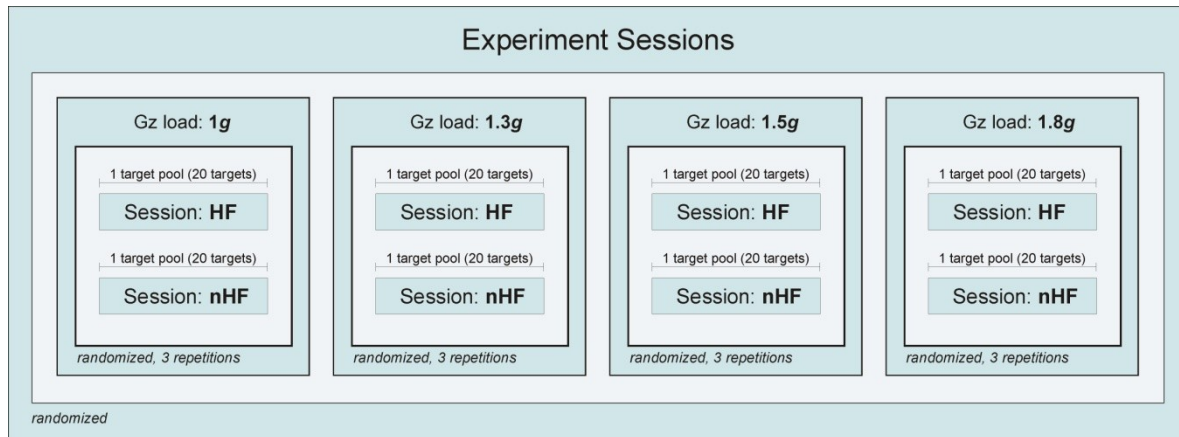 Experiment Sessions
Gz load: 1g
1 target pool (20 targets)
Session: HF
1 target pool (20 targets)
Session: nHF
randomized, 3 repetitions
Gz load: 1.3g
1 target pool (20 targets)
Session: HF
1 target pool (20 targets)
Session: nHF
randomized, 3 repetitions
Gz load: 1.5g
1 target pool (20 targets)
Session: HF
1 target pool (20 targets)
Session: nHF
randomized, 3 repetitions
Gz load: 1.8g
1 target pool (20 targets)
Session: HF
1 target pool (20 targets)
Session: nHF
randomized, 3 repetitions
randomized